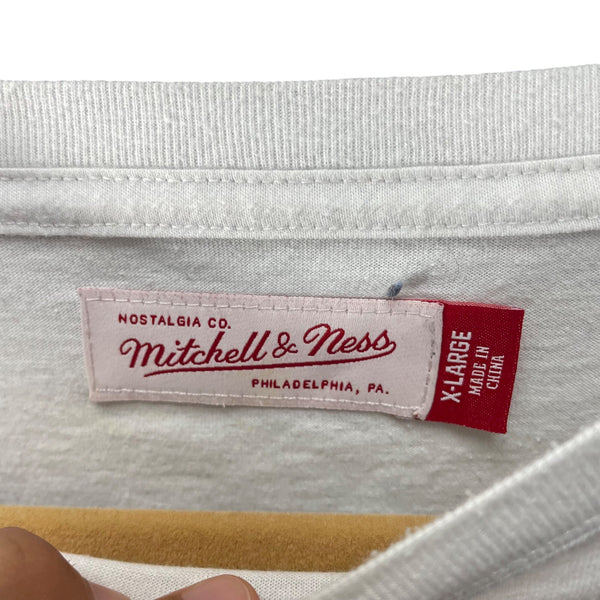 NOSTALGIA CO.
Mitchell & Ness
PHILADELPHIA, PA.
X-LARGE
MADE IN
CHINA